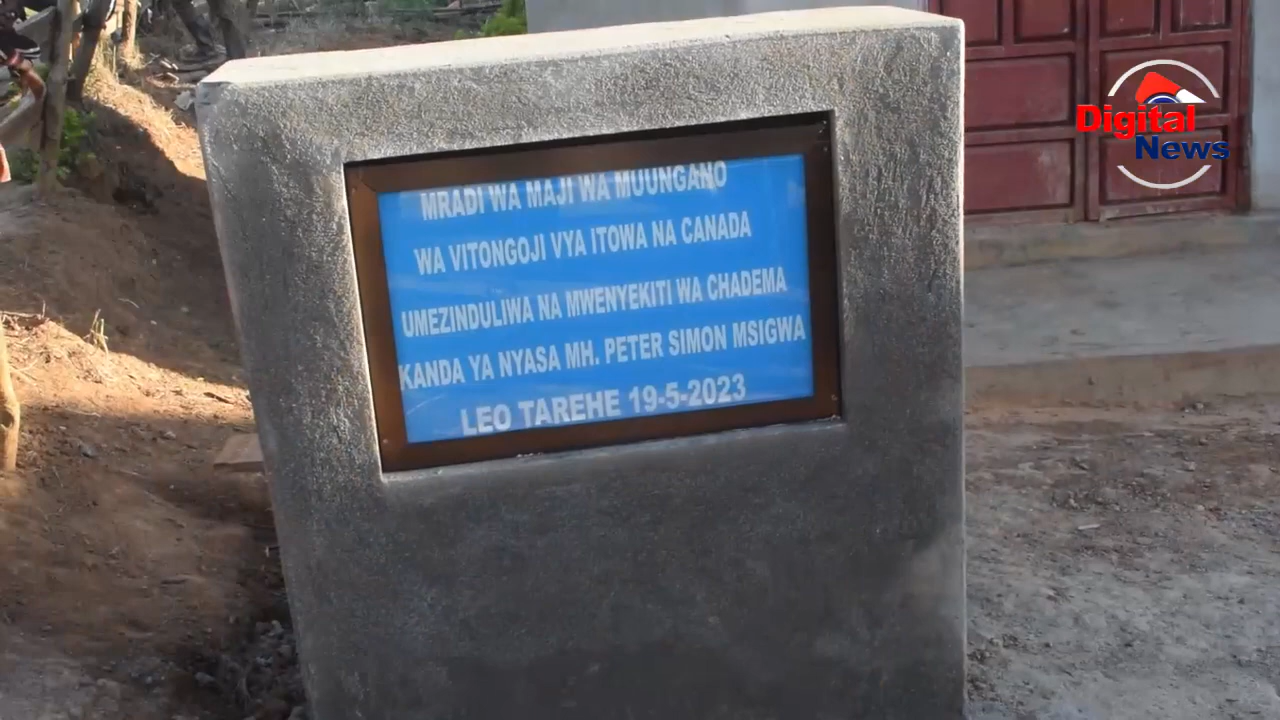 MRADI WA MAJI WA MUUNGANO
WA VITONGOJI VYA ITOWA NA CANADA
UMEZINDULIWA NA MWENYEKITI WA CHADEMA
KANDA YA NYASA MH. PETER SIMON MSIGWA
LEO TAREHE 19-5-2023
Digital
News